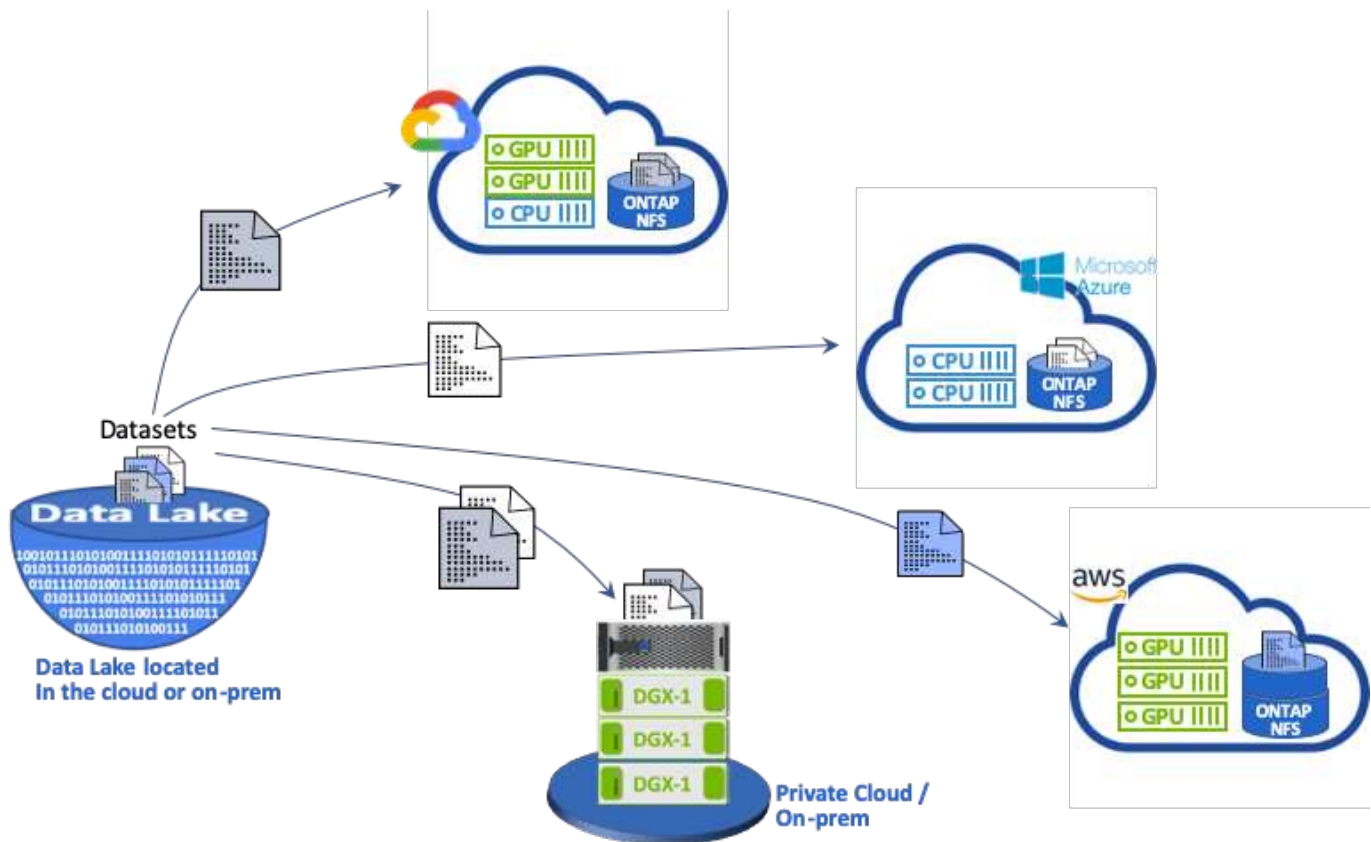 GPU
GPU
CPU
ONTAP
NFS
Microsoft
Azure
CPU
CPU
ONTAP
NFS
Datasets
Data Lake
0101110101001111010101111110101
010111010100111101010111110101
01011101010011110101011111101
010111010100111101010111
010111010100111101011
010111010100111
Data Lake located
In the cloud or on-prem
DGX-1
DGX-1
DGX-1
Private Cloud /
On-prem
aws
GPU
GPU
GPU
ONTAP
NFS